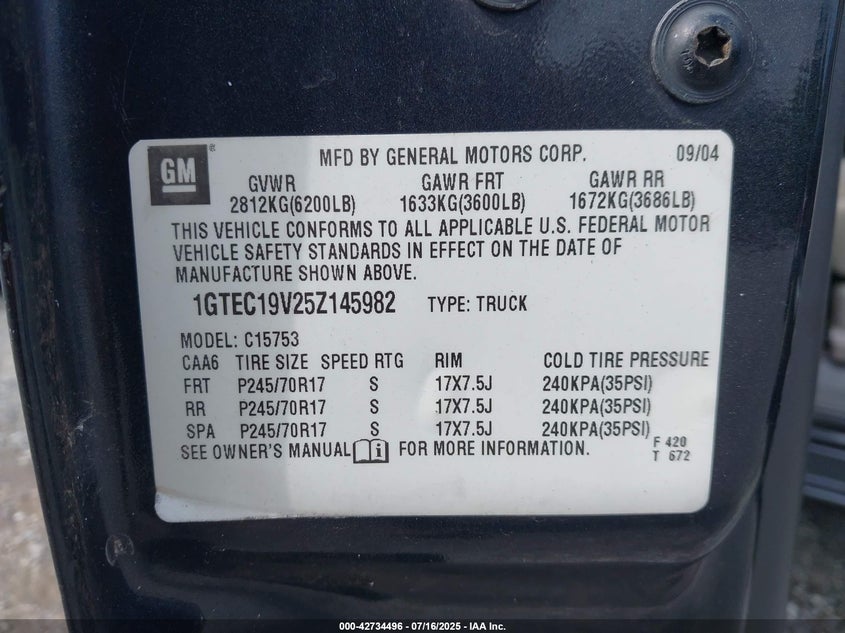 GM ® MFD BY GENERAL MOTORS CORP. 09/04
GVWR GAWR FRT GAWR RR
2812KG(6200LB) 1633KG(3600LB) 1672KG(3686LB)
THIS VEHICLE CONFORMS TO ALL APPLICABLE U.S. FEDERAL MOTOR
VEHICLE SAFETY STANDARDS IN EFFECT ON THE DATE OF
MANUFACTURE SHOWN ABOVE.
1GTEC19V25Z145982 TYPE: TRUCK
MODEL: C15753
CAA6 TIRE SIZE SPEED RTG RIM COLD TIRE PRESSURE
FRT P245/70R17 S 17X7.5J 240KPA(35PSI)
RR P245/70R17 S 17X7.5J 240KPA(35PSI)
SPA P245/70R17 S 17X7.5J 240KPA(35PSI)
SEE OWNER'S MANUAL i FOR MORE INFORMATION. F 420
T 672
000-42734496 - 07/16/2025 - IAA Inc.